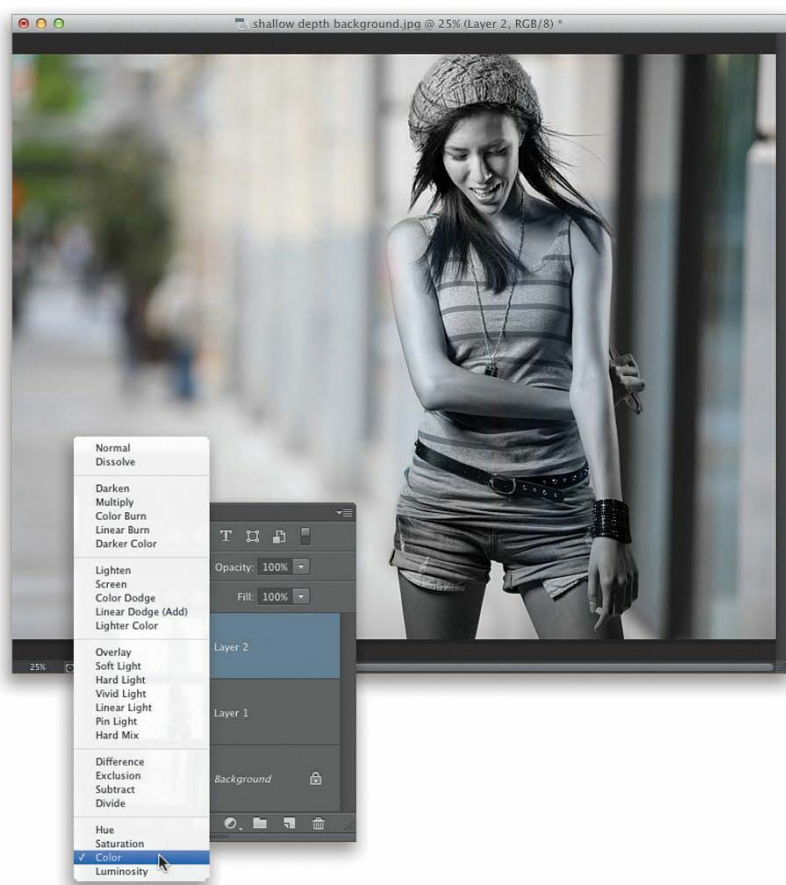 shallow depth background.jpg @ 25% (Layer 2, RGB/8) *
Normal
Dissolve
Darken
Multiply
Color Burn
Linear Burn
Darker Color
Lighten
Screen
Color Dodge
Linear Dodge (Add)
Lighter Color
Overlay
Soft Light
Hard Light
Vivid Light
Linear Light
Pin Light
Hard Mix
Difference
Exclusion
Subtract
Divide
Hue
Saturation
✓ Color
Luminosity
T
Opacity: 100%
Fill: 100%
Layer 2
Layer 1
Background
25%